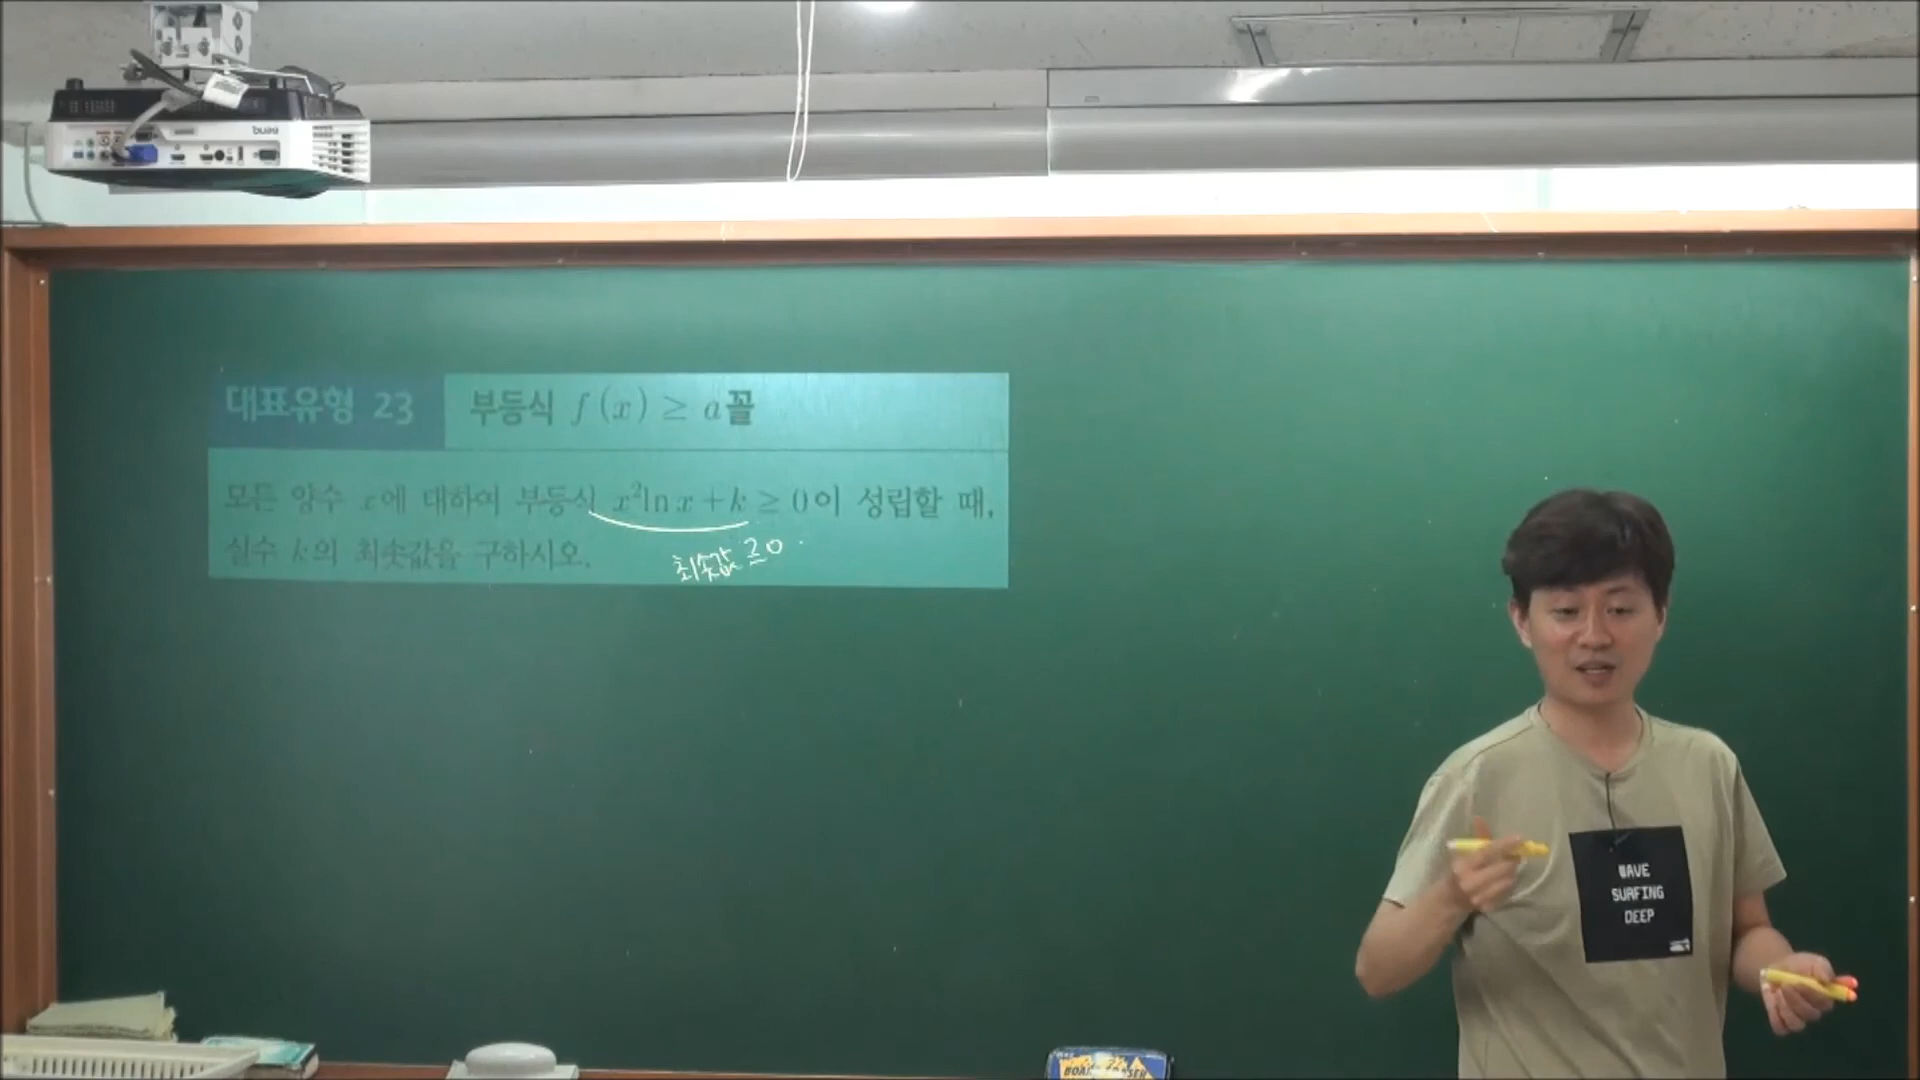 benq
대표유형 23 부등식 f(x) ≥ a꼴
모든 양수 x에 대하여 부등식 x²ln x+k ≥ 0이 성립할 때,
실수 k의 최솟값을 구하시오.
최솟값 ≥ 0
WAVE
SURFING
DEEP